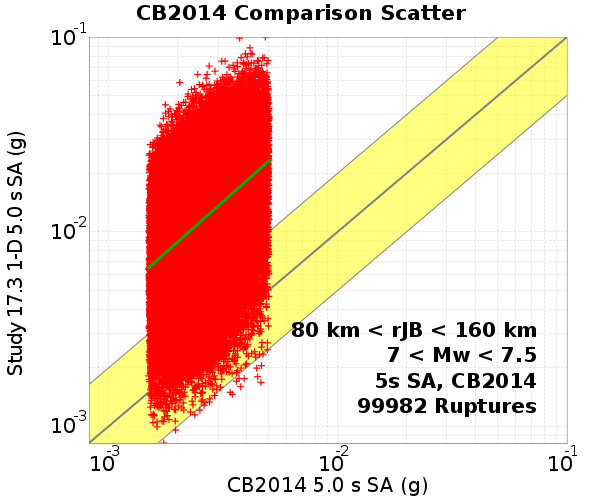 CB2014 Comparison Scatter
10-1
10-2
10-3
Study 17.3 1-D 5.0 s SA (g)
80 km < rJB < 160 km
7 < Mw < 7.5
5s SA, CB2014
99982 Ruptures
10-3 10-2 10-1
CB2014 5.0 s SA (g)